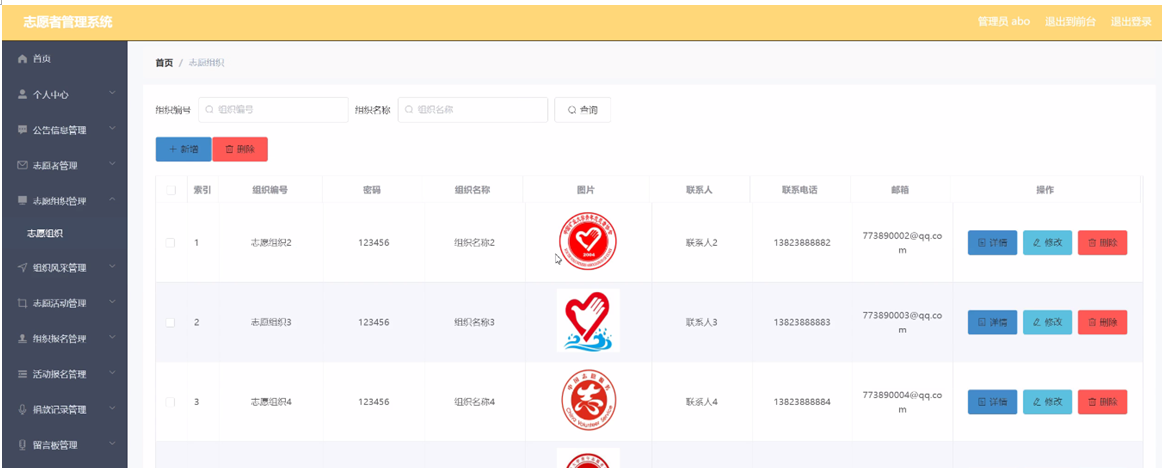 志愿者管理系统
管理员 abo 退出到前台 退出登录
首页
个人中心
公告信息管理
志愿者管理
志愿组织管理
志愿组织
组织风采管理
志愿活动管理
组织报名管理
活动报名管理
捐款记录管理
留言板管理
首页 / 志愿组织
组织编号 组织编号 组织名称 组织名称 查询
+ 新增 删除
索引 组织编号 密码 组织名称 图片 联系人 联系电话 邮箱 操作
1 志愿组织2 123456 组织名称2 联系人2 13823888882 773890002@qq.co
m
详情 修改 删除
2004
2 志愿组织3 123456 组织名称3 联系人3 13823888883 773890003@qq.co
m
详情 修改 删除
3 志愿组织4 123456 组织名称4 联系人4 13823888884 773890004@qq.co
m
详情 修改 删除
中国志愿服务
志
China Volunteer Service